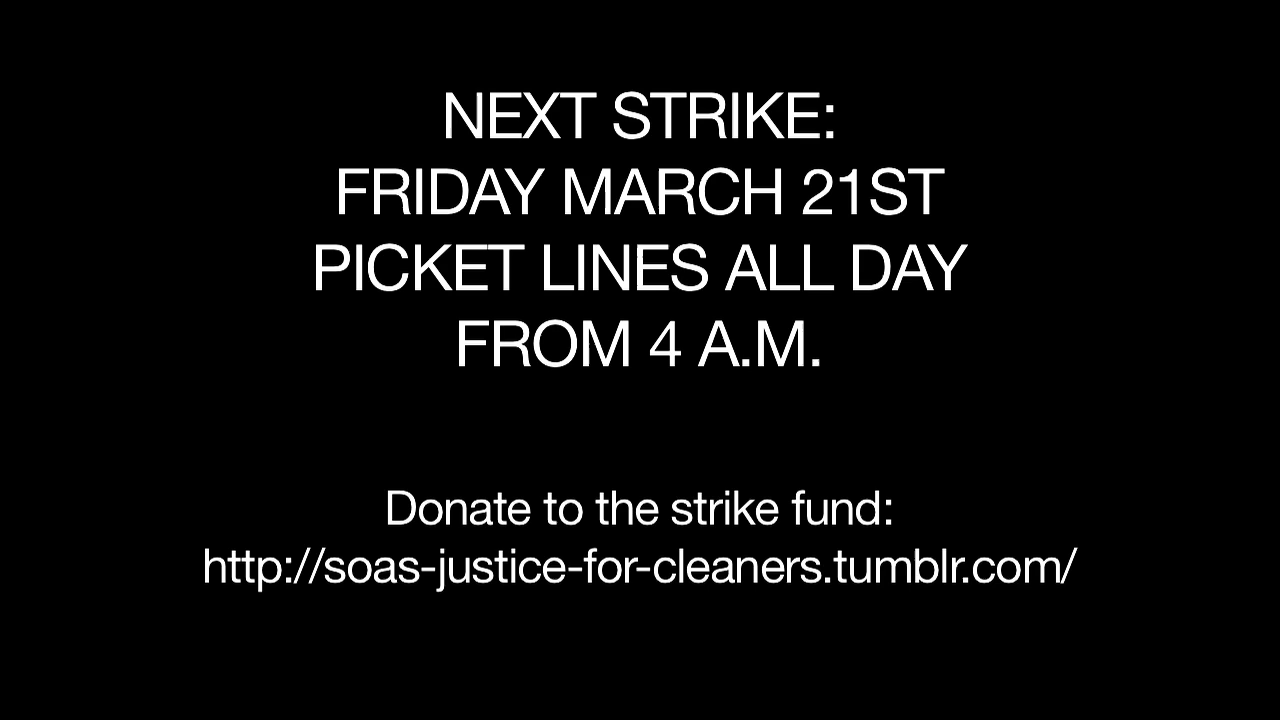 NEXT STRIKE:
FRIDAY MARCH 21ST
PICKET LINES ALL DAY
FROM 4 A.M.
Donate to the strike fund:
http://soas-justice-for-cleaners.tumblr.com/